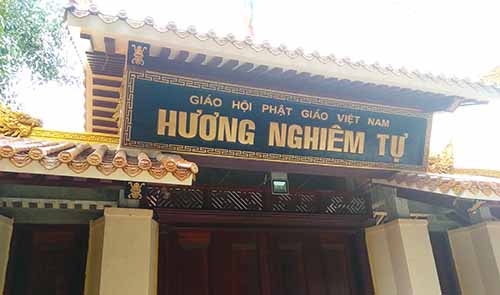 GIÁO HỘI PHẬT GIÁO VIỆT NAM
HƯƠNG NGHIÊM TỰ